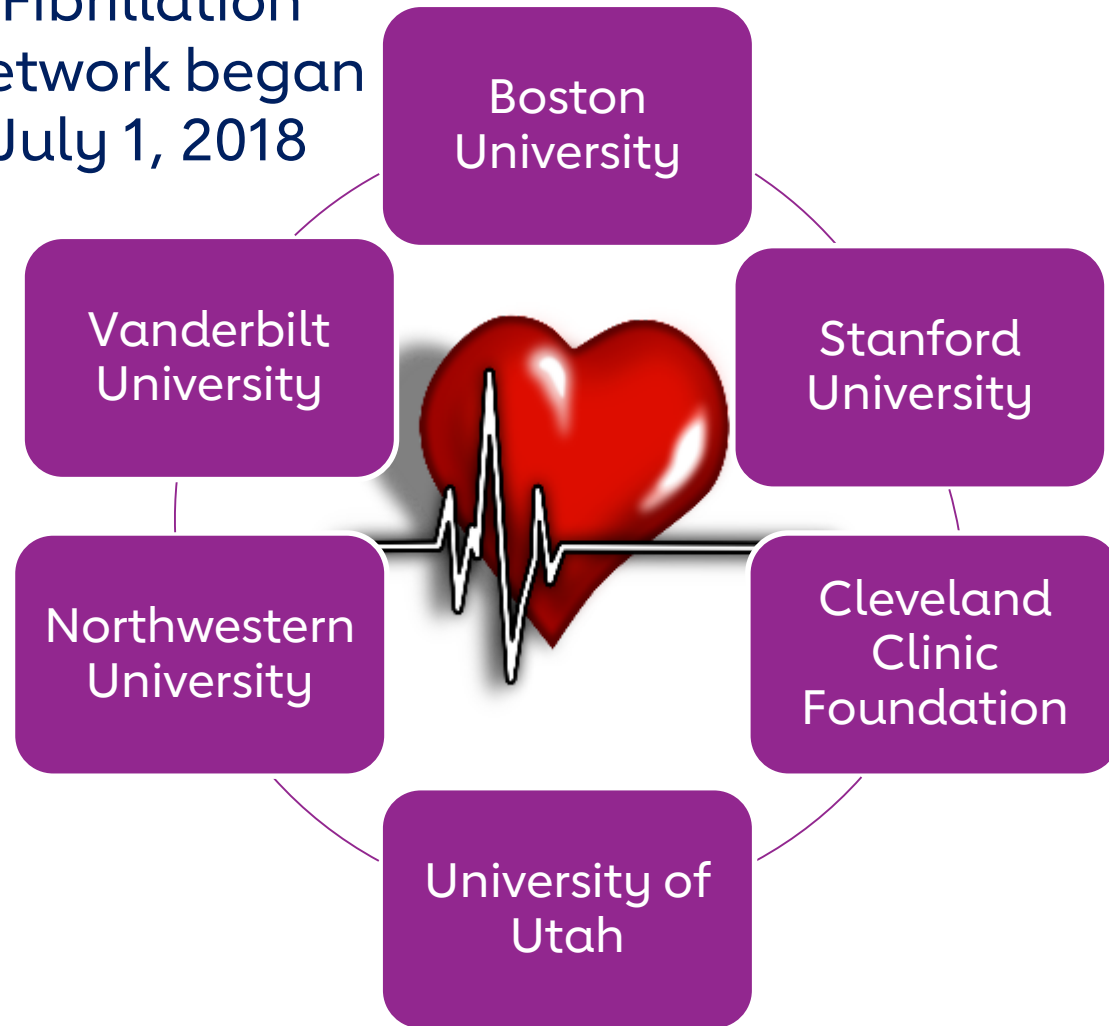 Fibrillation
etwork began
July 1, 2018
Boston
University
Stanford
University
Cleveland
Clinic
Foundation
University of
Utah
Northwestern
University
Vanderbilt
University